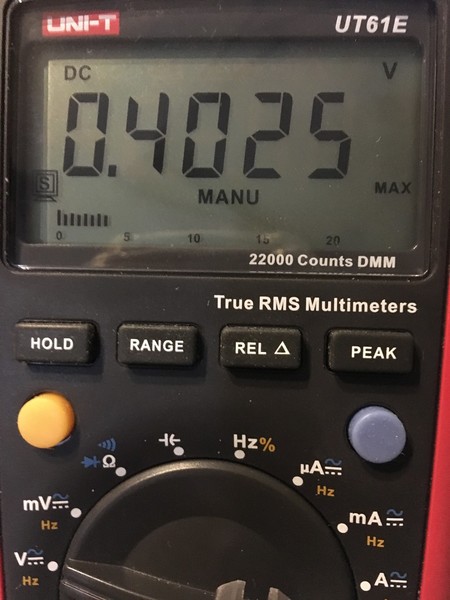 UNI-T UT61E
DC V
0.4025
S MANU MAX
0 5 10 15 20
22000 Counts DMM
True RMS Multimeters
HOLD RANGE REL Δ PEAK
Ω Hz%
mV Hz μA Hz
mA Hz
V Hz A